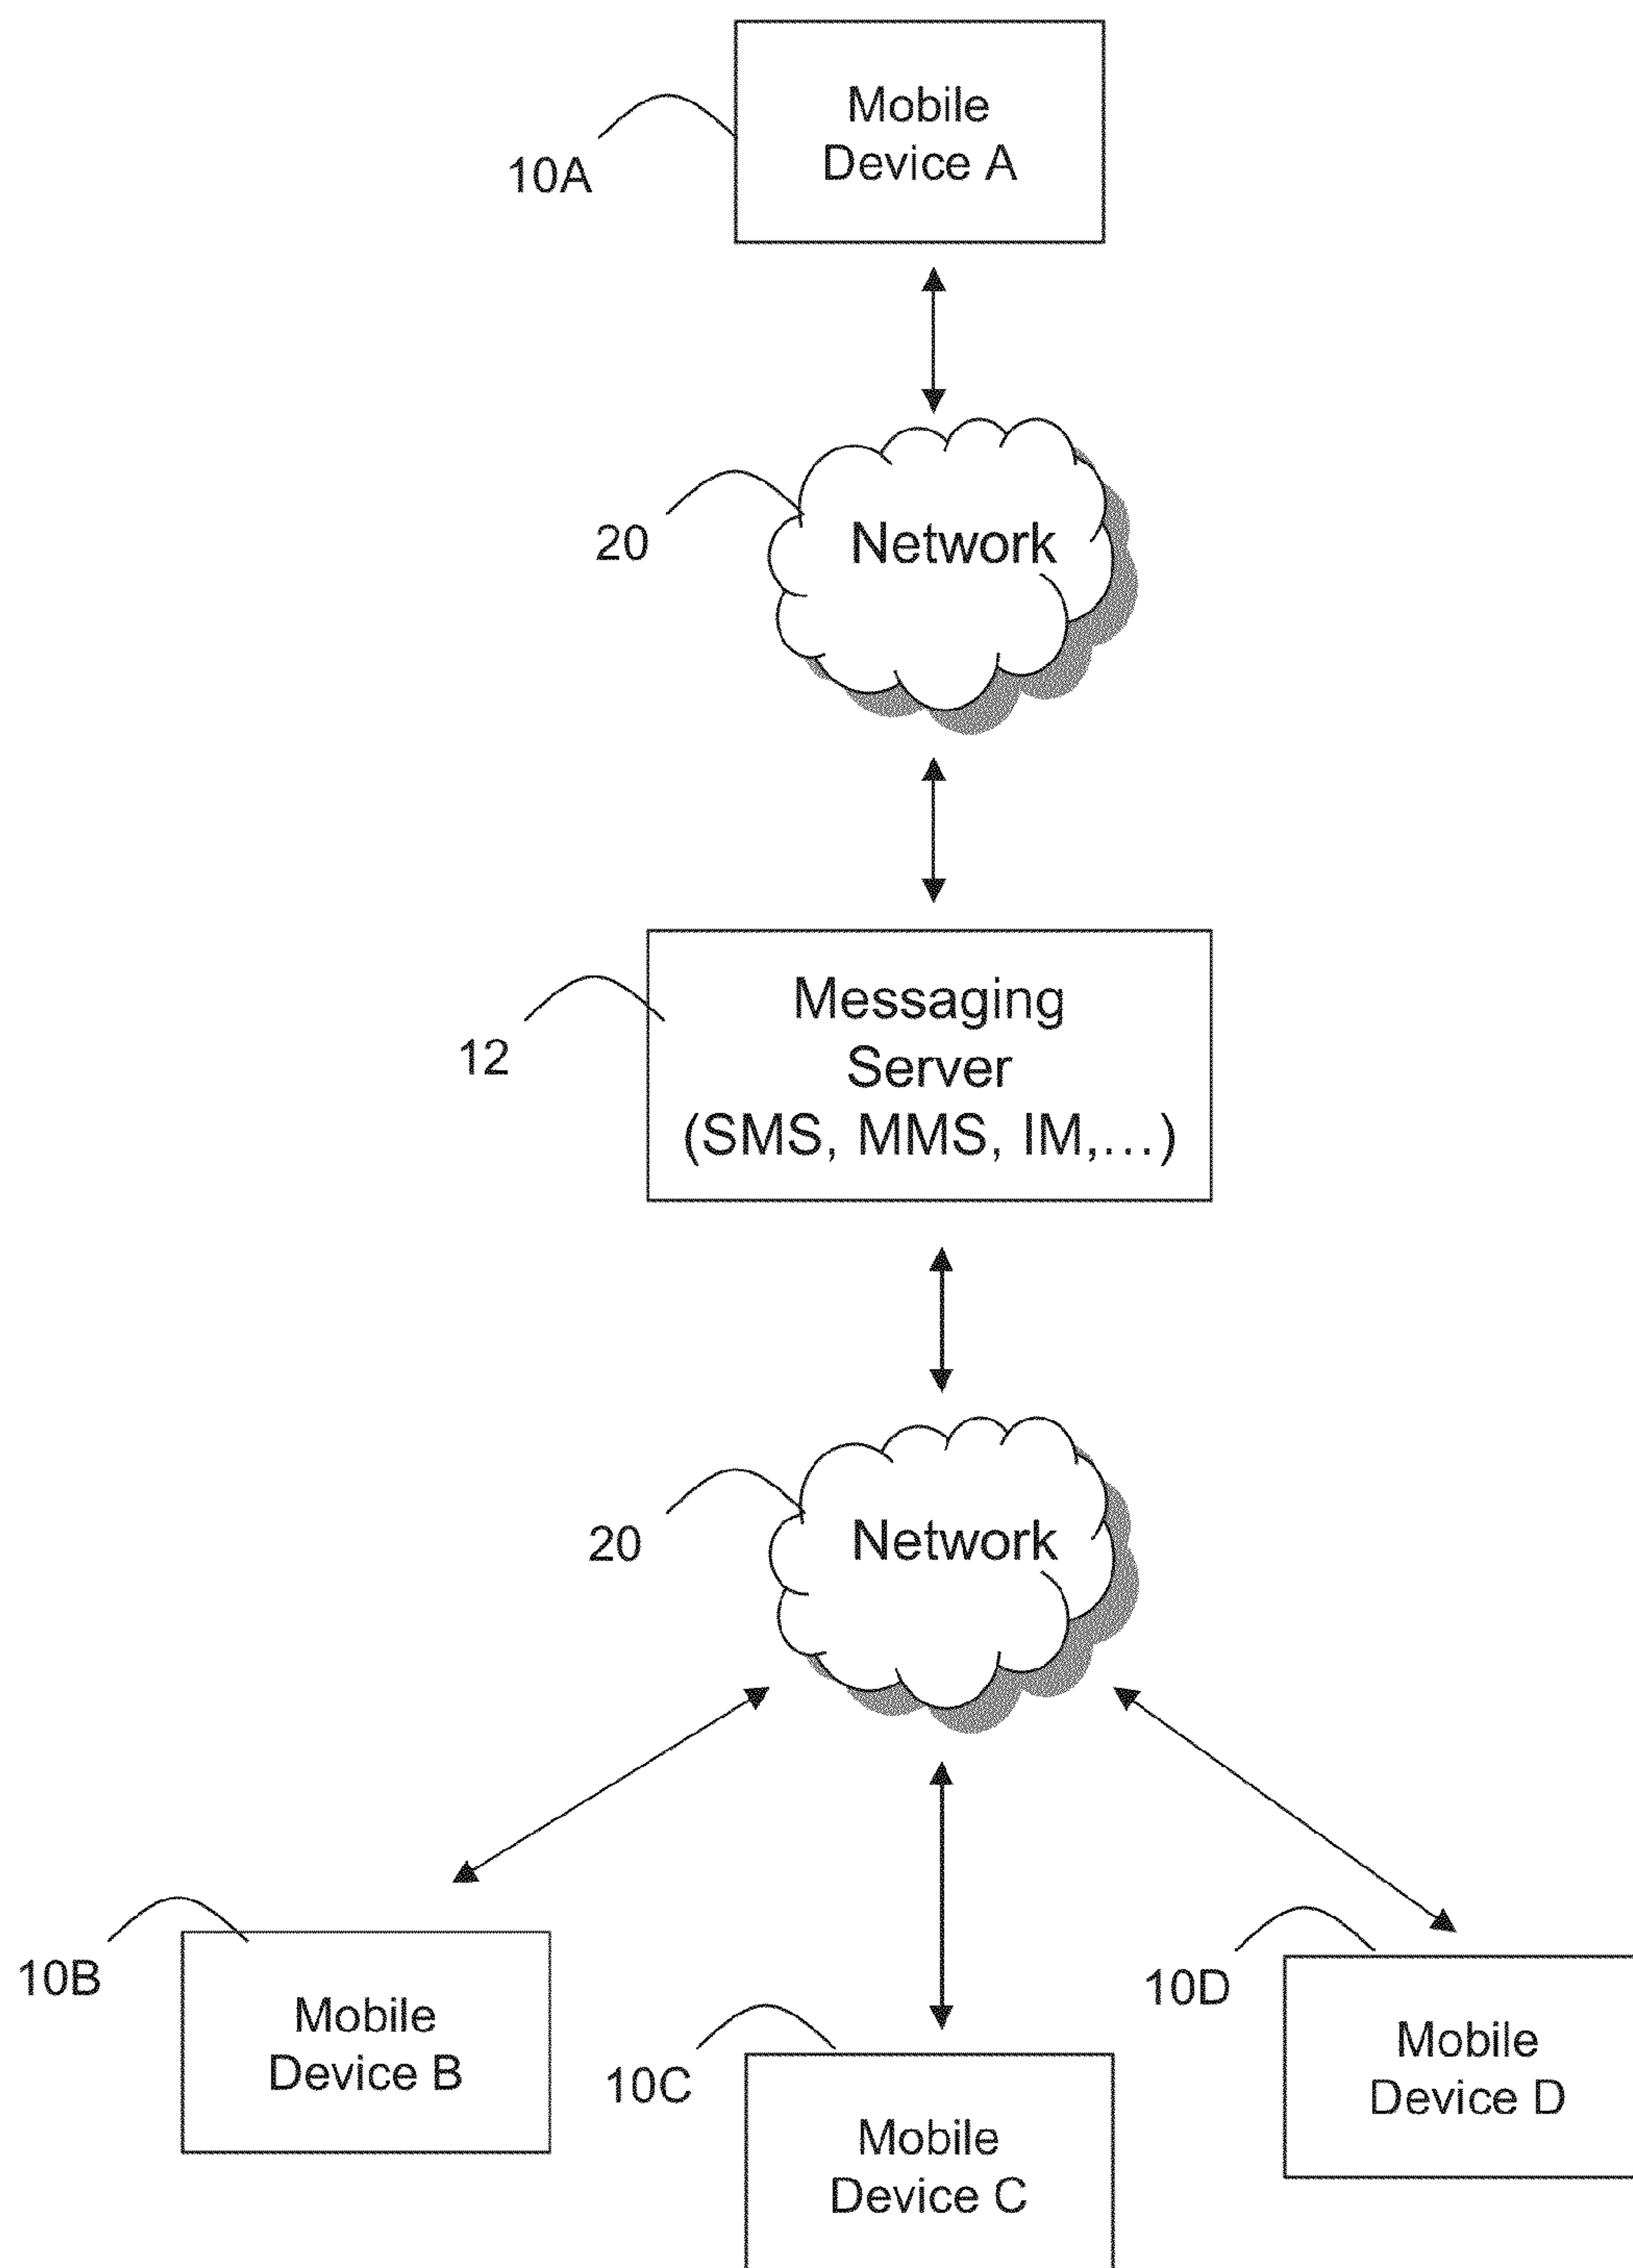 Mobile
Device A
10A
Network
20
Messaging
Server
(SMS, MMS, IM,...)
12
Network
20
10B
Mobile
Device B
10C
Mobile
Device C
10D
Mobile
Device D